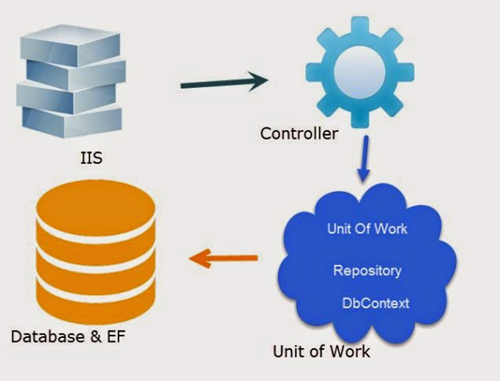 Controller
IIS
Unit Of Work
Repository
DbContext
Database & EF
Unit of Work